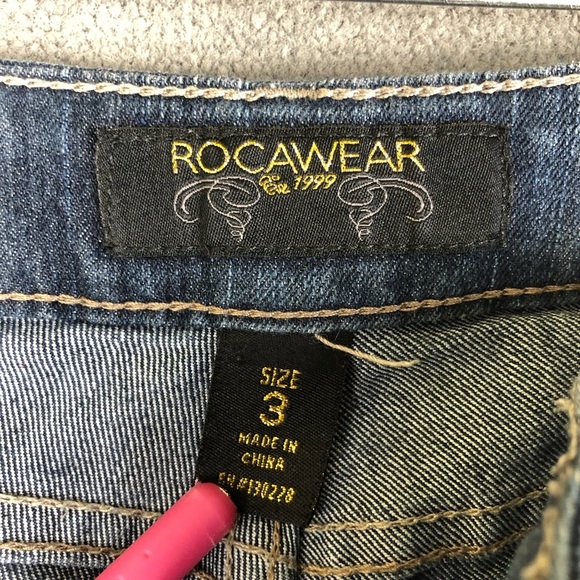 ROCAWEAR
Est. 1999
SIZE
3
MADE IN
CHINA
RN#130228